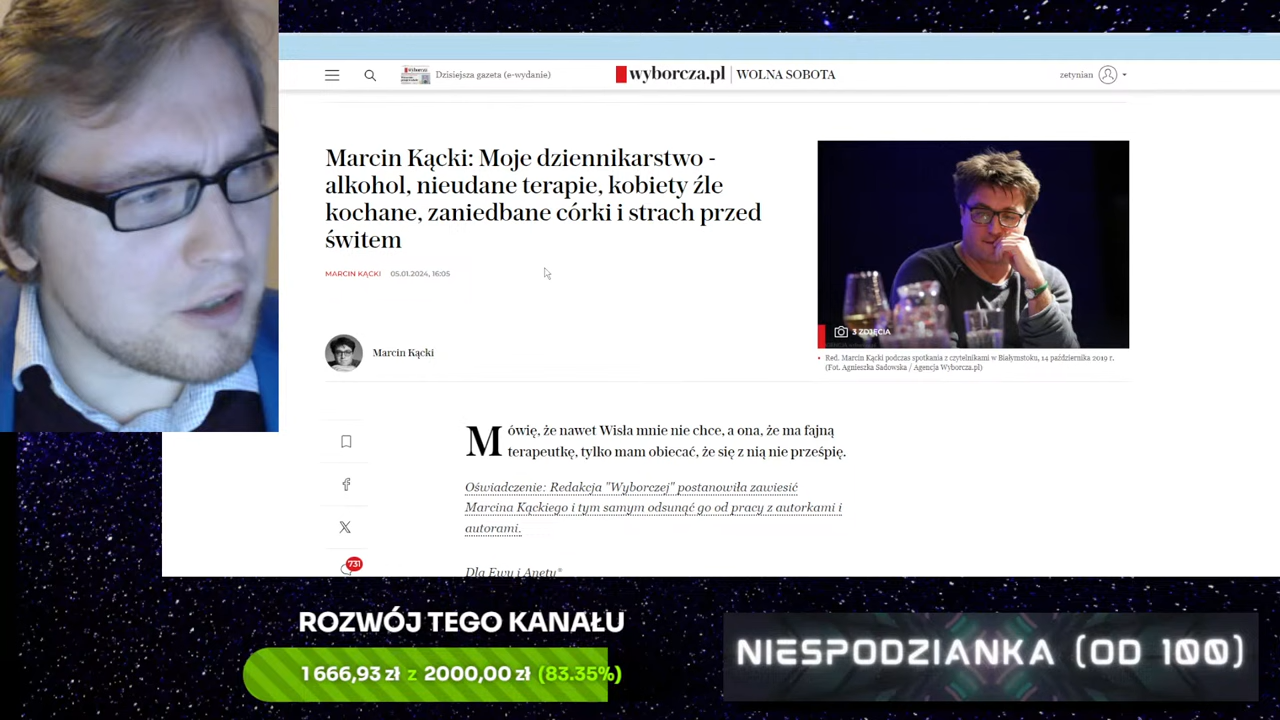 Dzisiejsza gazeta (e-wydanie)
wyborcza.pl | WOLNA SOBOTA
zetynian
Marcin Kącki: Moje dziennikarstwo -
alkohol, nieudane terapie, kobiety źle
kochane, zaniedbane córki i strach przed
świtem
MARCIN KĄCKI 05.01.2024, 16:05
3 ZDJĘCIA
Red. Marcin Kącki podczas spotkania z czytelnikami w Białymstoku, 14 października 2019 r.
(Fot. Agnieszka Sadowska / Agencja Wyborcza.pl)
Marcin Kącki
Mówię, że nawet Wisła mnie nie chce, a ona, że ma fajną
terapeutkę, tylko mam obiecać, że się z nią nie prześpię.
Oświadczenie: Redakcja "Wyborczej" postanowiła zawiesić
Marcina Kąckiego i tym samym odsunąć go od pracy z autorkami i
autorami.
731
Dla Ewy i Anety*
ROZWÓJ TEGO KANAŁU
1 666,93 zł z 2000,00 zł (83.35%)
NIESPODZIANKA (OD 100)